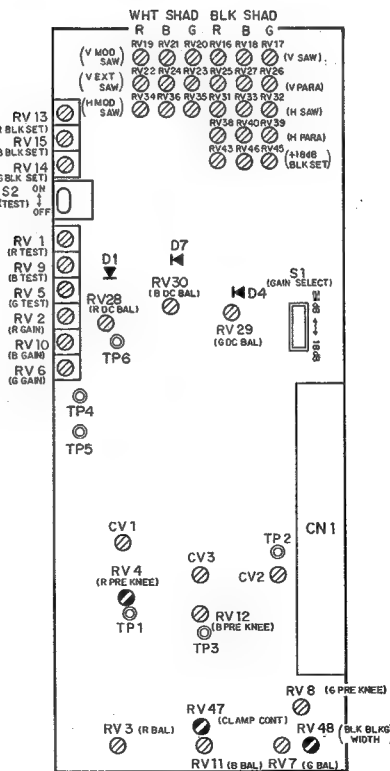 WHT SHAD BLK SHAD
R B G R B G
(V MOD SAW) RV19 RV21 RV20 RV16 RV18 RV17 (V SAW)
(V EXT SAW) RV22 RV24 RV23 RV25 RV27 RV26 (V PARA)
(H MOD SAW) RV34 RV36 RV35 RV31 RV33 RV32 (H SAW)
RV38 RV40 RV39 (H PARA)
RV43 RV46 RV45 (+18dB BLK SET)
RV 13
R BLK SET)
RV 15
B BLK SET)
RV 14
G BLK SET)
S2 ON
TEST) OFF
RV 1
(R TEST)
RV 9
(B TEST)
RV 5
(G TEST)
RV 2
(R GAIN)
RV 10
(B GAIN)
RV 6
(G GAIN)
D1
D7
D4
RV28
(R DC BAL)
RV30
(B DC BAL)
RV 29
(G DC BAL)
S1
(GAIN SELECT)
24dB ↔ 18dB
TP6
TP4
TP5
CN 1
CV 1
CV3
TP 2
CV2
RV 4
(R PRE KNEE)
TP1
RV 12
(B PRE KNEE)
TP3
RV 8 (G PRE KNEE)
RV47
(CLAMP CONT)
RV 48 (BLK BLKG WIDTH
RV 3 (R BAL)
RV11 (B BAL)
RV 7 (G BAL)